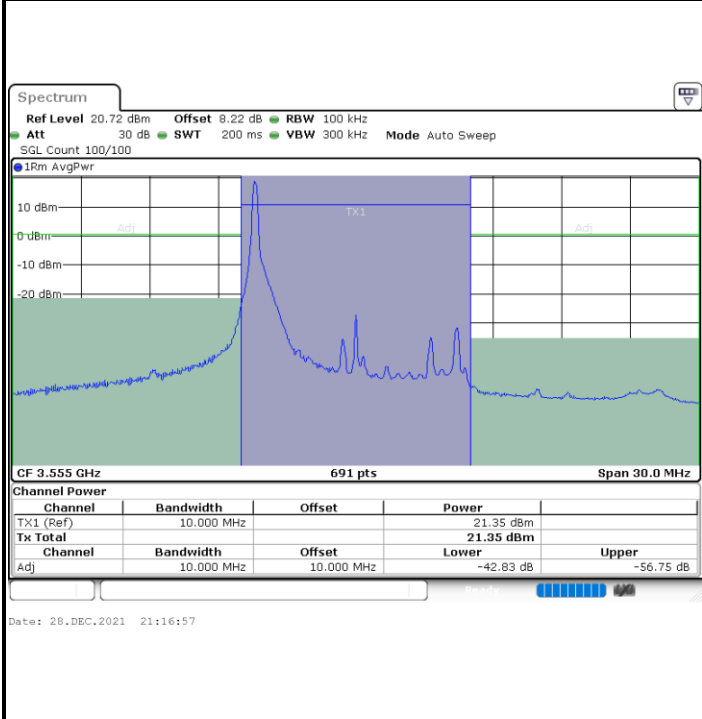 Spectrum
Ref Level 20.72 dBm Offset 8.22 dB RBW 100 kHz
Att 30 dB SWT 200 ms VBW 300 kHz Mode Auto Sweep
SGL Count 100/100
1Rm AvgPwr
10 dBm
TX1
Adj
Adj
0 dBm
-10 dBm
-20 dBm
CF 3.555 GHz 691 pts Span 30.0 MHz
Channel Power
Channel Bandwidth Offset Power
TX1 (Ref) 10.000 MHz 21.35 dBm
Tx Total 21.35 dBm
Channel Bandwidth Offset Lower Upper
Adj 10.000 MHz 10.000 MHz -42.83 dB -56.75 dB
Ready
Date: 28.DEC.2021 21:16:57